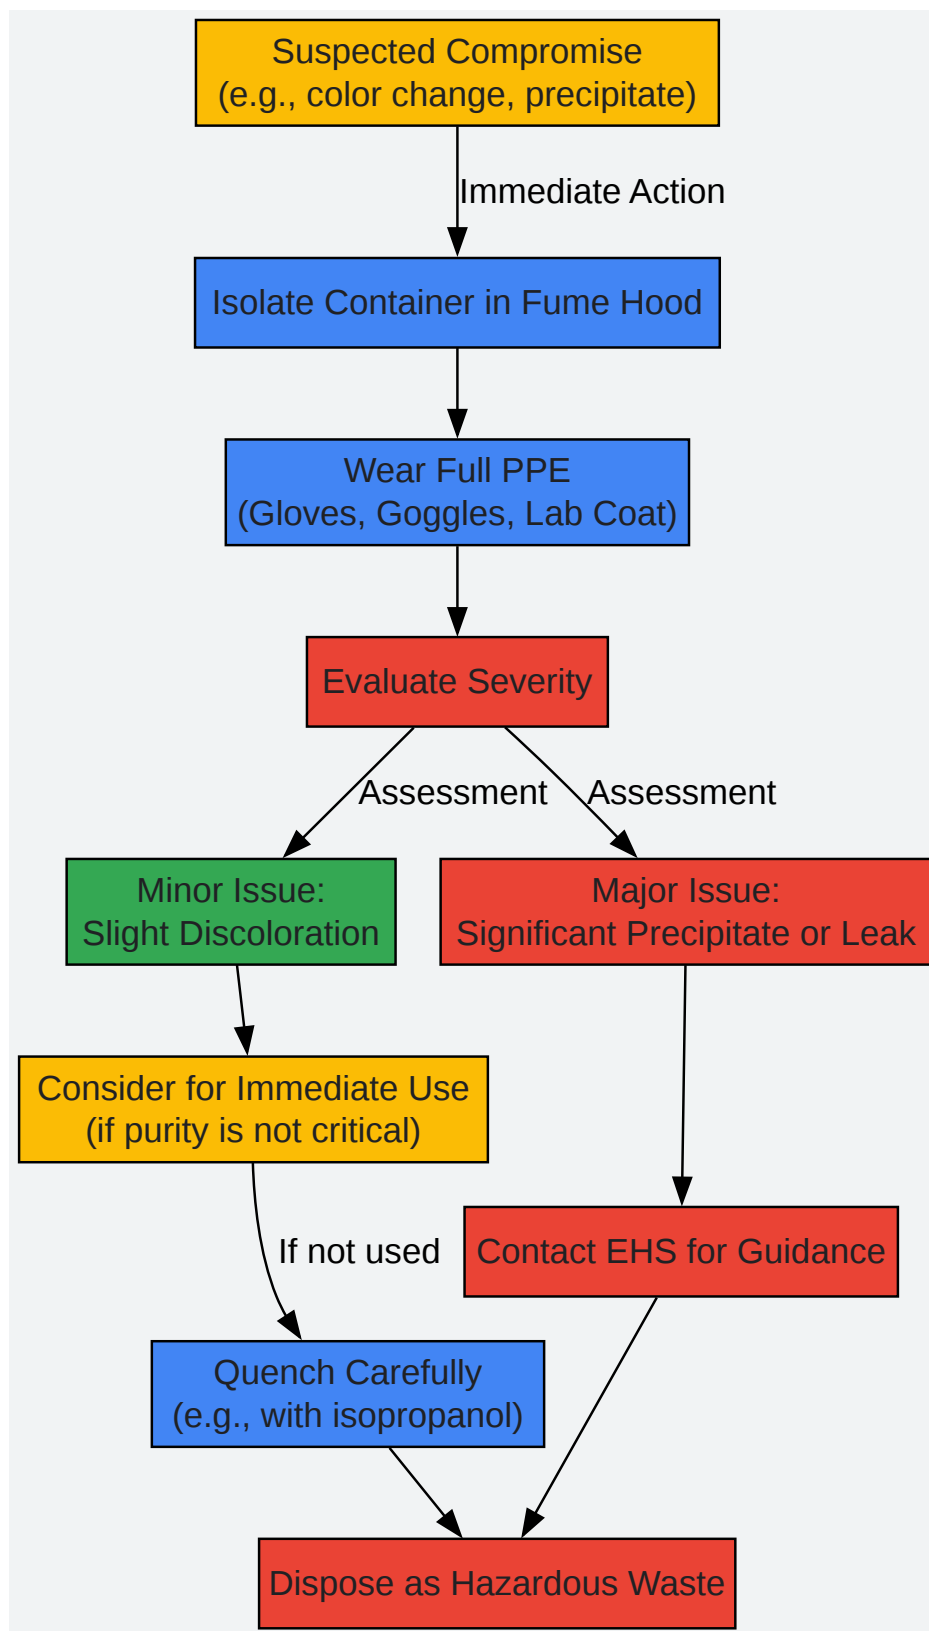 Suspected Compromise
(e.g., color change, precipitate)
Immediate Action
Isolate Container in Fume Hood
Wear Full PPE
(Gloves, Goggles, Lab Coat)
Evaluate Severity
Assessment
Assessment
Minor Issue:
Slight Discoloration
Major Issue:
Significant Precipitate or Leak
Consider for Immediate Use
(if purity is not critical)
If not used
Contact EHS for Guidance
Quench Carefully
(e.g., with isopropanol)
Dispose as Hazardous Waste